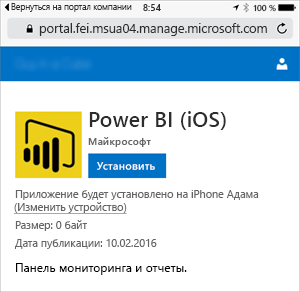 Вернуться на портал компании 8:54 100 %
portal.fei.msua04.manage.microsoft.com
Power BI (iOS)
Майкрософт
Установить
Приложение будет установлено на iPhone Адама
(Изменить устройство)
Размер: 0 байт
Дата публикации: 10.02.2016
Панель мониторинга и отчеты.